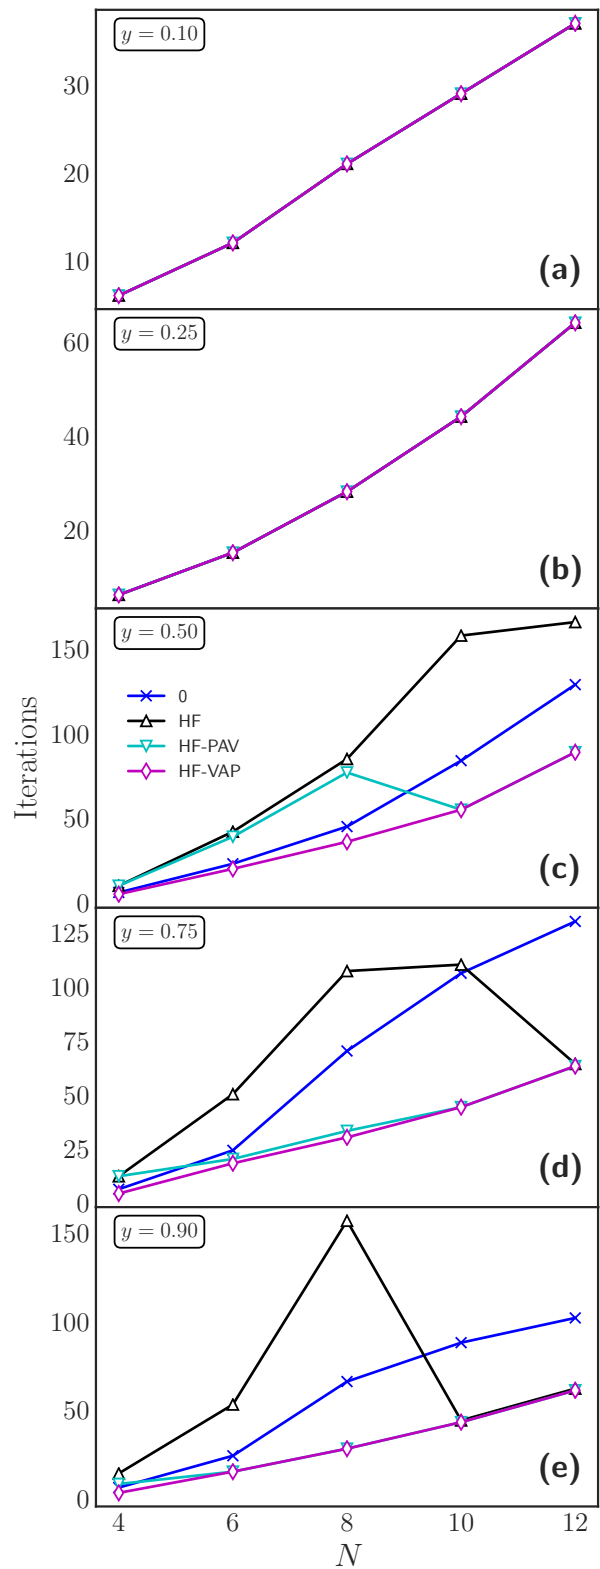 y = 0.10
30
20
10
(a)
y = 0.25
60
40
20
(b)
y = 0.50
150
100
50
0
0
HF
HF-PAV
HF-VAP
(c)
Iterations
y = 0.75
125
100
75
50
25
0
(d)
y = 0.90
150
100
50
0
(e)
4 6 8 10 12
N